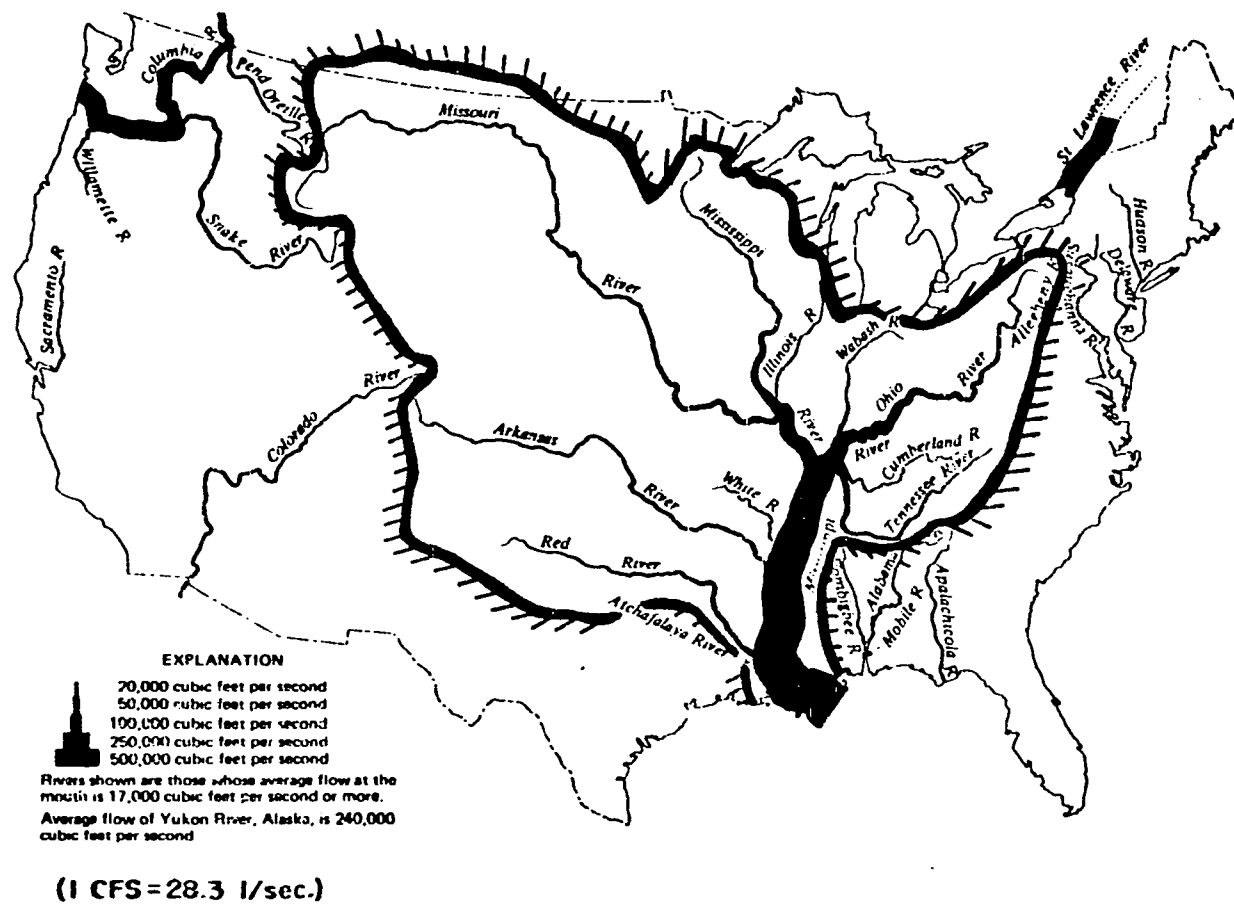 Columbia R
Pend Oreille R
Missouri
River
Willamette R
Snake
River
Sacramento R
Colorado
River
Mississippi
River
Illinois R
Wabash R
Ohio
River
Allegheny R
St Lawrence River
Hudson R
Delaware R
River
Cumberland R
Tennessee River
Arkansas
River
White R
Red
River
Atchafalaya River
Alabama
Mobile R
Apalachicola R
EXPLANATION
20,000 cubic feet per second
50,000 cubic feet per second
100,000 cubic feet per second
250,000 cubic feet per second
500,000 cubic feet per second
Rivers shown are those whose average flow at the
mouth is 17,000 cubic feet per second or more.
Average flow of Yukon River, Alaska, is 240,000
cubic feet per second
(1 CFS=28.3 l/sec.)